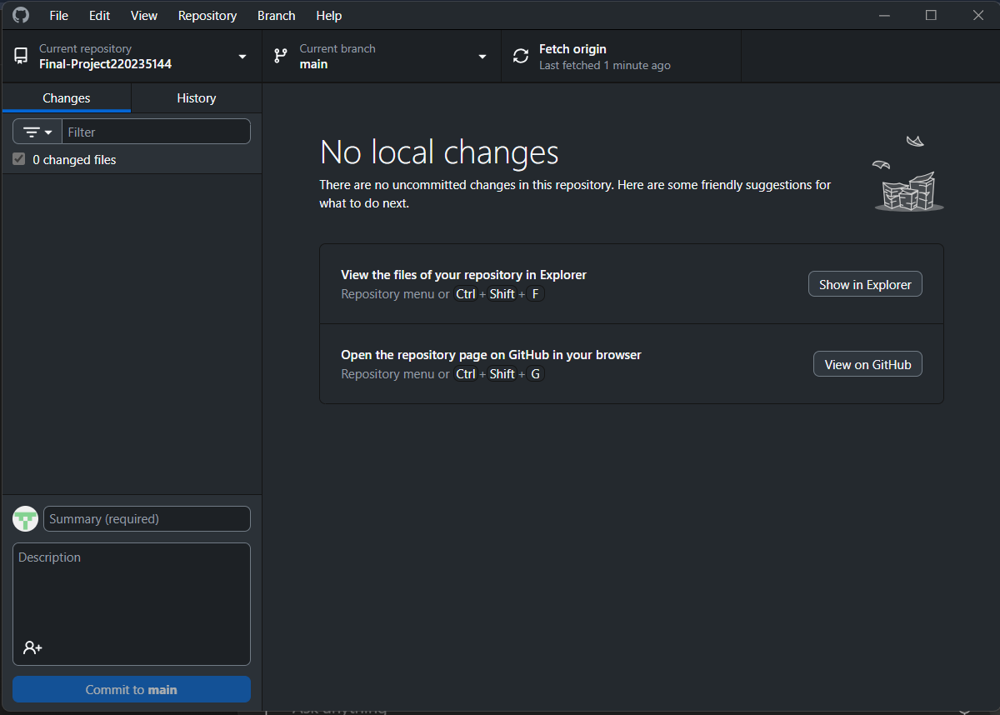 File Edit View Repository Branch Help
Current repository
Final-Project220235144
Current branch
main
Fetch origin
Last fetched 1 minute ago
Changes
History
Filter
0 changed files
No local changes
There are no uncommitted changes in this repository. Here are some friendly suggestions for
what to do next.
View the files of your repository in Explorer
Repository menu or Ctrl + Shift + F
Show in Explorer
Open the repository page on GitHub in your browser
Repository menu or Ctrl + Shift + G
View on GitHub
Summary (required)
Description
Commit to main
Ask anything